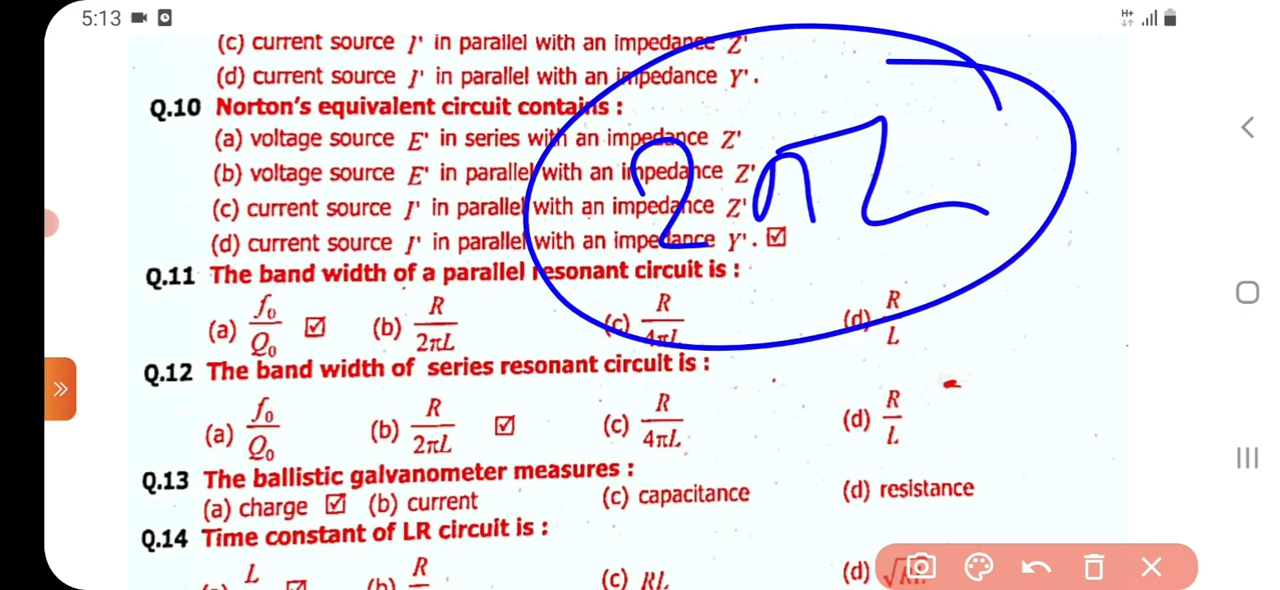 5:13
H+
(c) current source I' in parallel with an impedance Z'
(d) current source I' in parallel with an impedance Y'.
Q.10 Norton's equivalent circuit contains :
(a) voltage source E' in series with an impedance Z'
(b) voltage source E' in parallel with an impedance Z'
(c) current source I' in parallel with an impedance Z'
(d) current source I' in parallel with an impedance Y'. ☑
2π2
Q.11 The band width of a parallel resonant circuit is :
(a) f₀/Q₀ ☑ (b) R/2πL (c) R/4πL (d) R/L
Q.12 The band width of series resonant circuit is :
(a) f₀/Q₀ (b) R/2πL ☑ (c) R/4πL (d) R/L
Q.13 The ballistic galvanometer measures :
(a) charge ☑ (b) current (c) capacitance (d) resistance
Q.14 Time constant of LR circuit is :
L ☑ (b) R (c) RL (d)